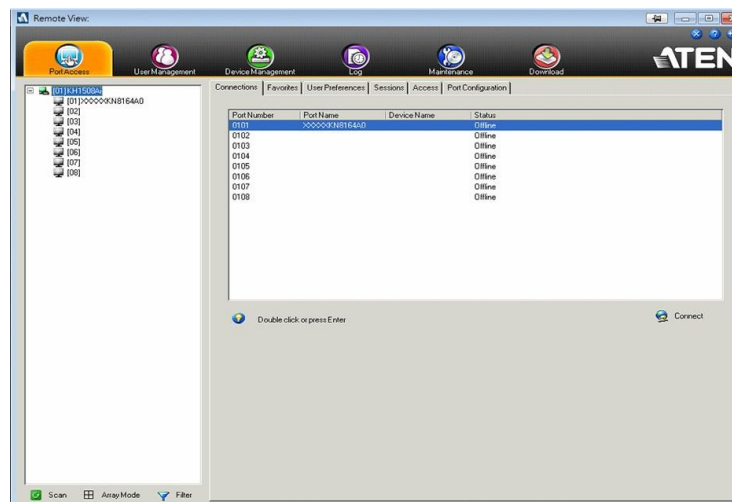 Remote View:
PortAccess
User Management
Device Management
Log
Maintenance
Download
ATEN
Connections Favorites User Preferences Sessions Access Port Configuration
[01]KH1508Ai
[01]XXXXXKN8164A0
[02]
[03]
[04]
[05]
[06]
[07]
[08]
Port Number Port Name Device Name Status
0101 XXXXXKN8164A0 Offline
0102 Offline
0103 Offline
0104 Offline
0105 Offline
0106 Offline
0107 Offline
0108 Offline
Double click or press Enter
Connect
Scan
Array Mode
Filter